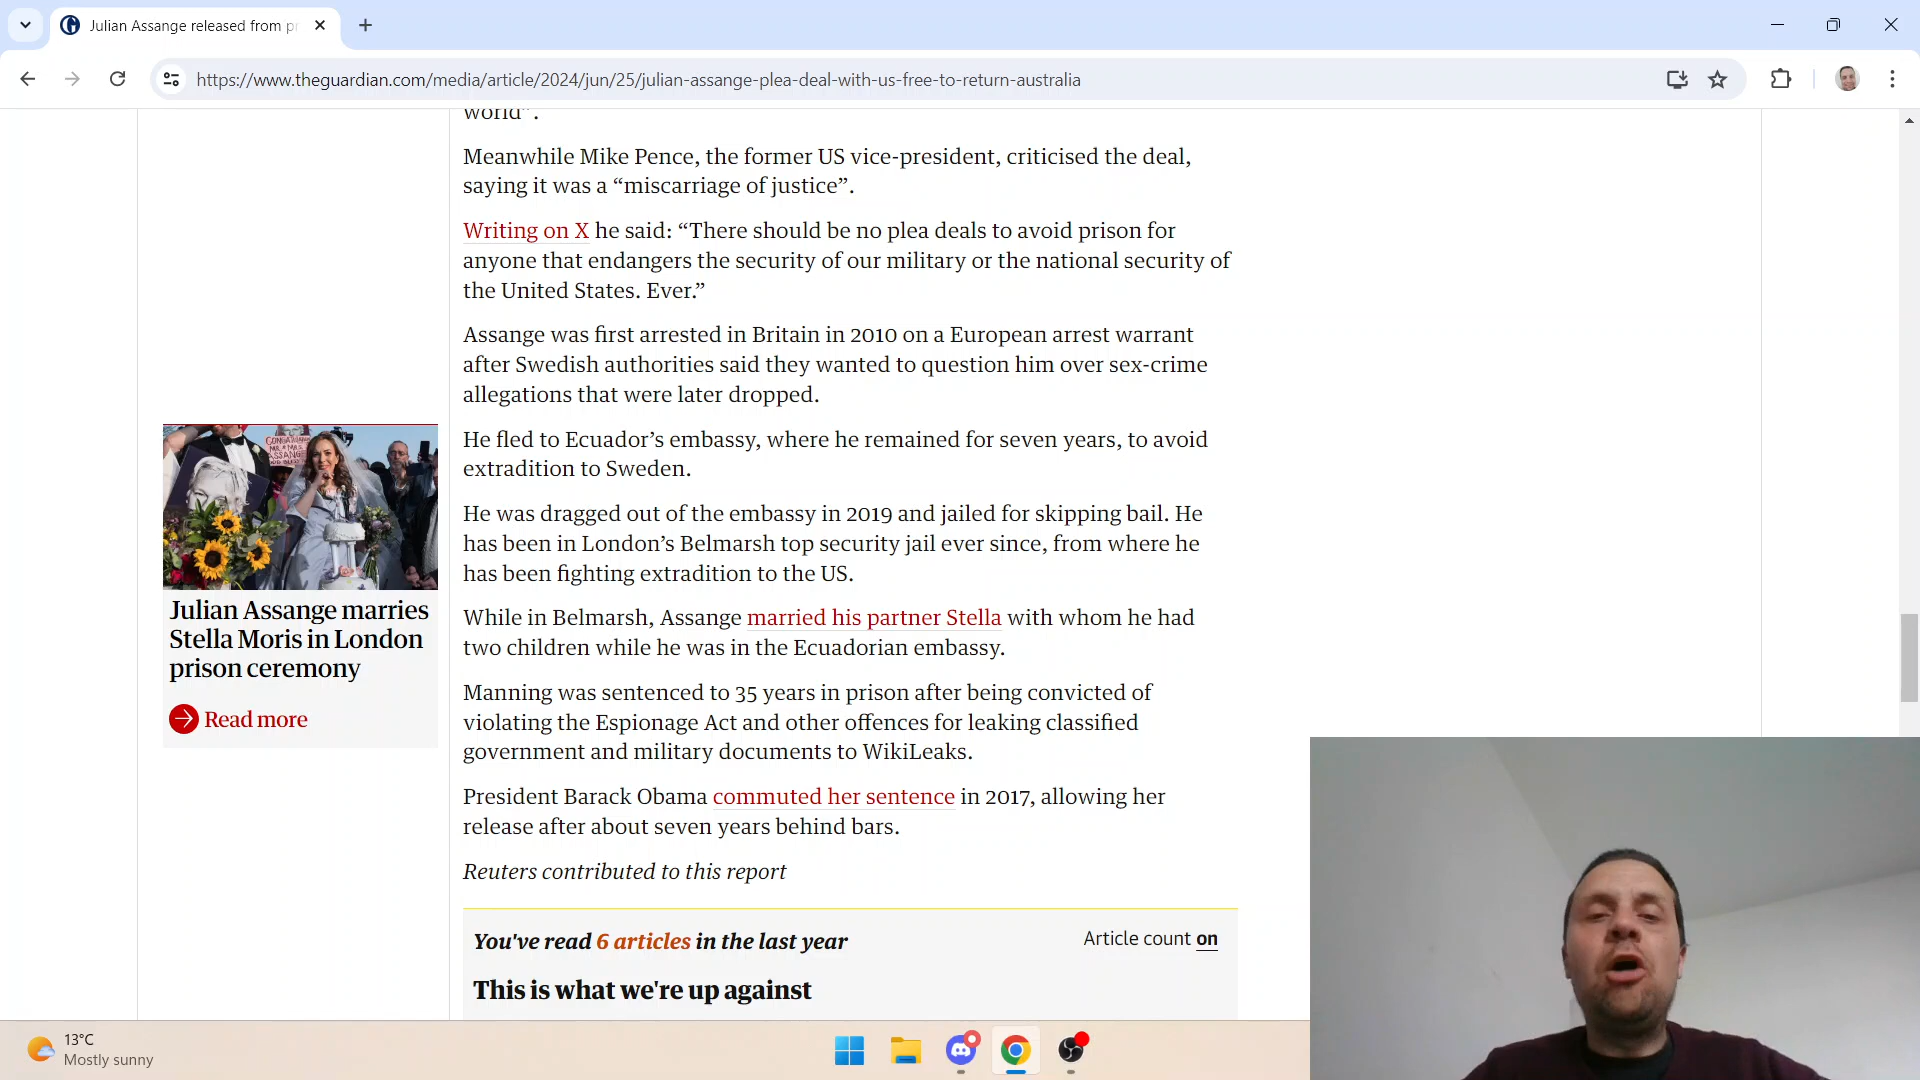 Julian Assange released from pr
https://www.theguardian.com/media/article/2024/jun/25/julian-assange-plea-deal-with-us-free-to-return-australia
world”.
Meanwhile Mike Pence, the former US vice-president, criticised the deal,
saying it was a “miscarriage of justice”.
Writing on X he said: “There should be no plea deals to avoid prison for
anyone that endangers the security of our military or the national security of
the United States. Ever.”
Assange was first arrested in Britain in 2010 on a European arrest warrant
after Swedish authorities said they wanted to question him over sex-crime
allegations that were later dropped.
He fled to Ecuador’s embassy, where he remained for seven years, to avoid
extradition to Sweden.
He was dragged out of the embassy in 2019 and jailed for skipping bail. He
has been in London’s Belmarsh top security jail ever since, from where he
has been fighting extradition to the US.
While in Belmarsh, Assange married his partner Stella with whom he had
two children while he was in the Ecuadorian embassy.
Manning was sentenced to 35 years in prison after being convicted of
violating the Espionage Act and other offences for leaking classified
government and military documents to WikiLeaks.
President Barack Obama commuted her sentence in 2017, allowing her
release after about seven years behind bars.
Reuters contributed to this report
Julian Assange marries
Stella Moris in London
prison ceremony
Read more
You've read 6 articles in the last year
Article count on
This is what we're up against
13°C
Mostly sunny